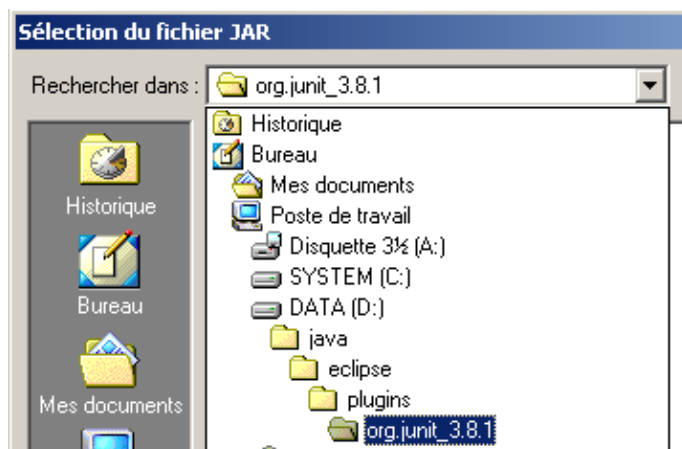 Sélection du fichier JAR
Rechercher dans : org.junit_3.8.1
Historique
Bureau
Mes documents
Poste de travail
Disquette 3½ (A:)
SYSTEM (C:)
DATA (D:)
java
eclipse
plugins
org.junit_3.8.1
Historique
Bureau
Mes documents